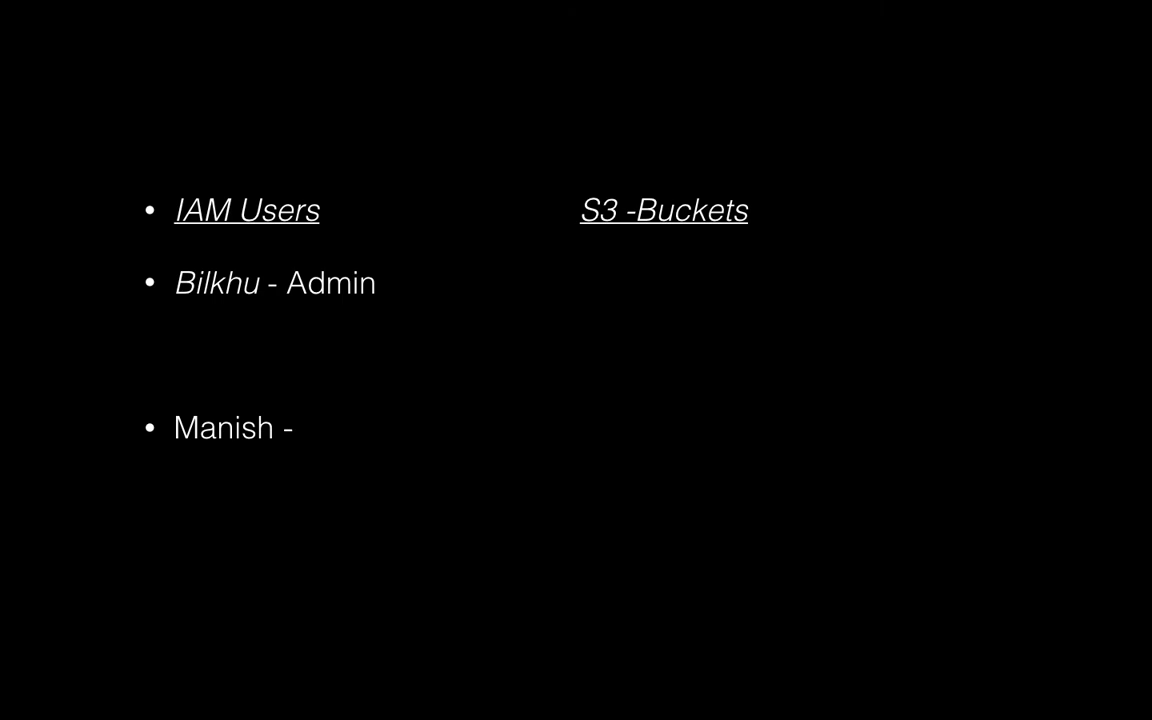 • IAM Users S3 -Buckets
• Bilkhu - Admin
• Manish -